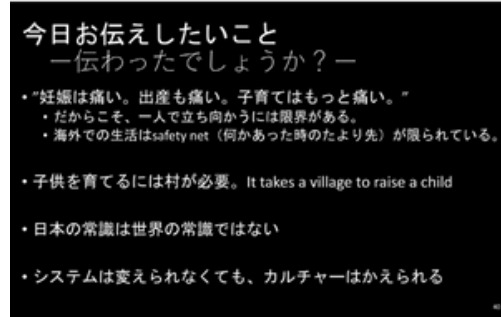 今日お伝えしたいこと
ー伝わったでしょうか？ー
• ”妊娠は痛い。出産も痛い。子育てはもっと痛い。”
• だからこそ、一人で立ち向かうには限界がある。
• 海外での生活はsafety net（何かあった時のたより先）が限られている。
• 子供を育てるには村が必要。It takes a village to raise a child
• 日本の常識は世界の常識ではない
• システムは変えられなくても、カルチャーはかえられる